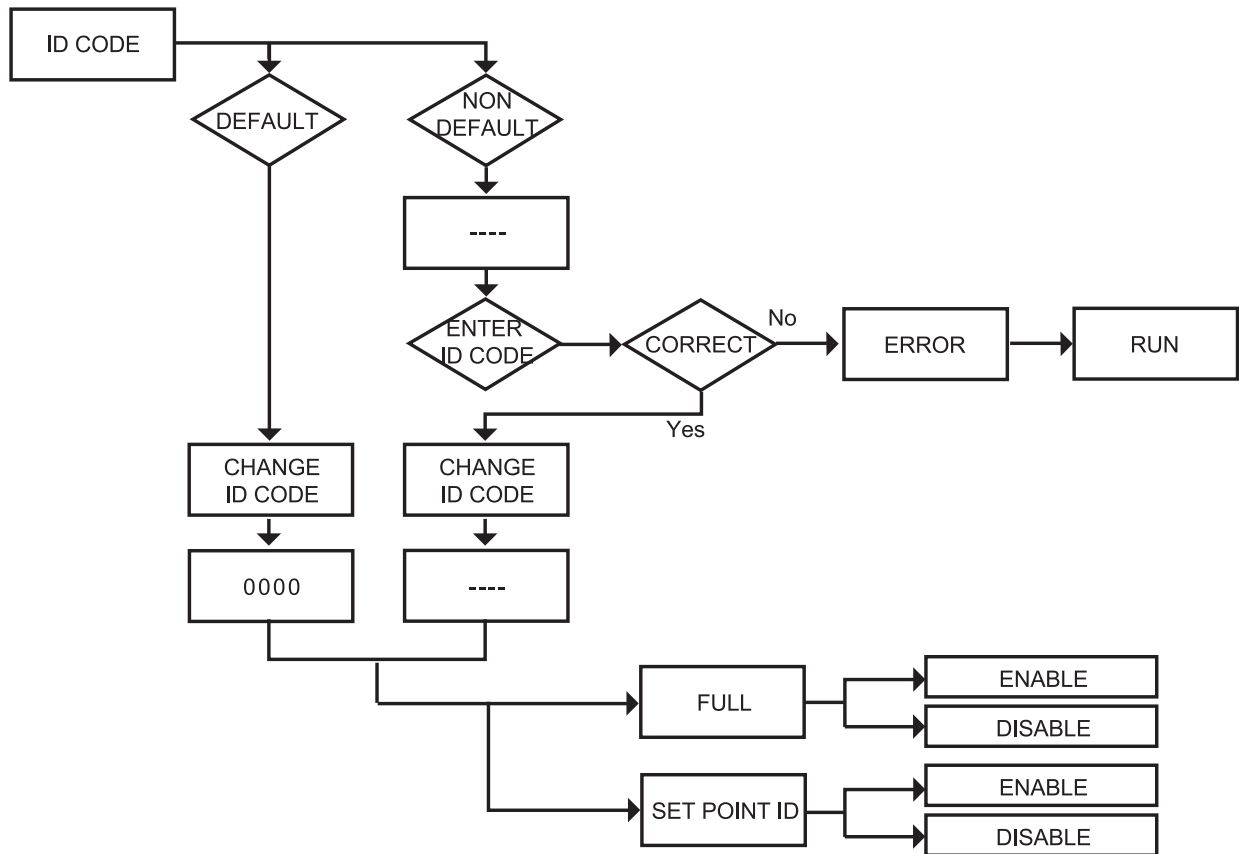 ID CODE
DEFAULT
NON
DEFAULT
----
ENTER
ID CODE
CORRECT
No
ERROR
RUN
Yes
CHANGE
ID CODE
CHANGE
ID CODE
0000
----
FULL
ENABLE
DISABLE
SET POINT ID
ENABLE
DISABLE